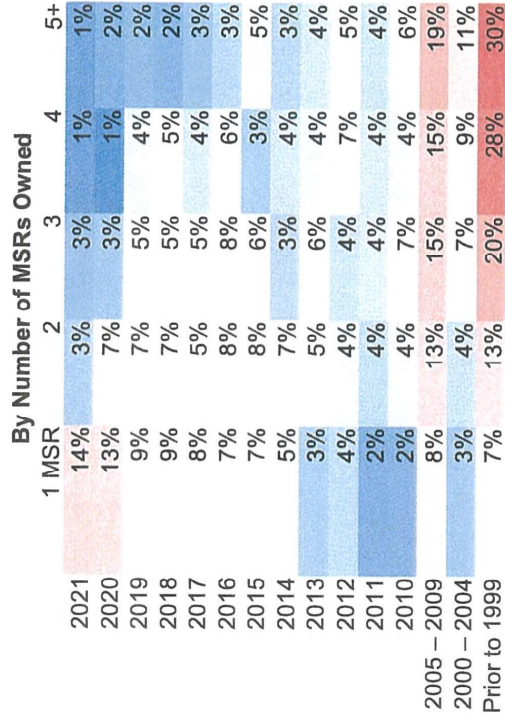 By Number of MSRs Owned
1 MSR 2 3 4 5+
2021 14% 3% 3% 1% 1%
2020 13% 7% 3% 1% 2%
2019 9% 7% 5% 4% 2%
2018 9% 7% 5% 5% 2%
2017 8% 5% 5% 4% 3%
2016 7% 8% 8% 6% 3%
2015 7% 8% 6% 3% 5%
2014 5% 7% 3% 4% 3%
2013 3% 5% 6% 4% 4%
2012 4% 4% 4% 7% 5%
2011 2% 4% 4% 4% 4%
2010 2% 4% 7% 4% 6%
2005 – 2009 8% 13% 15% 15% 19%
2000 – 2004 3% 4% 7% 9% 11%
Prior to 1999 7% 13% 20% 28% 30%